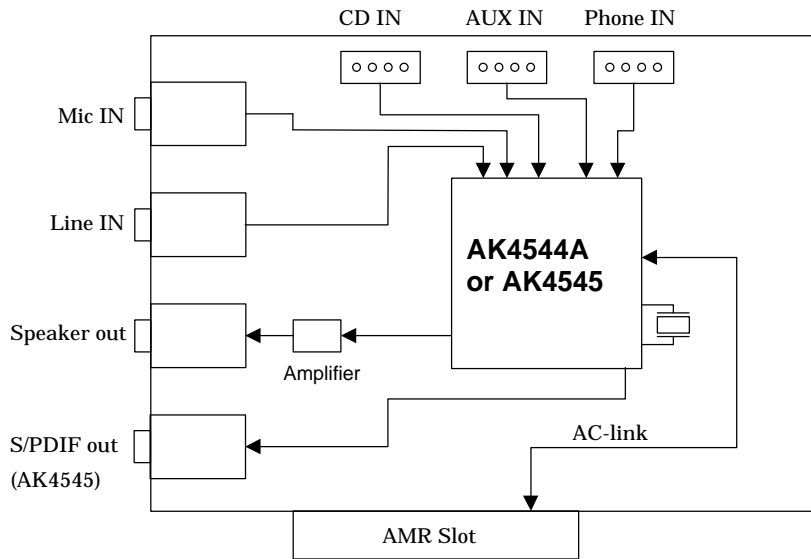 CD IN
AUX IN
Phone IN
Mic IN
Line IN
AK4544A
or AK4545
Speaker out
Amplifier
S/PDIF out
(AK4545)
AC-link
AMR Slot